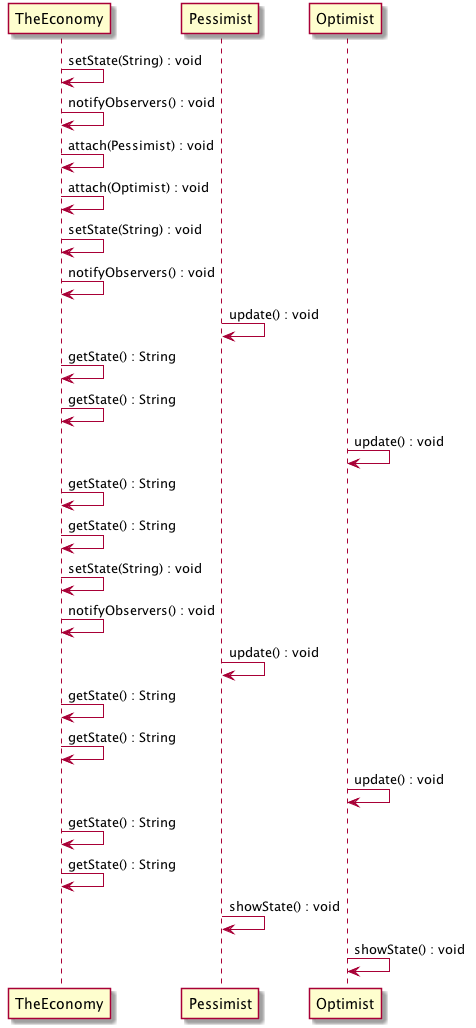 TheEconomy Pessimist Optimist
setState(String) : void
notifyObservers() : void
attach(Pessimist) : void
attach(Optimist) : void
setState(String) : void
notifyObservers() : void
update() : void
getState() : String
getState() : String
update() : void
getState() : String
getState() : String
setState(String) : void
notifyObservers() : void
update() : void
getState() : String
getState() : String
update() : void
getState() : String
getState() : String
showState() : void
showState() : void
TheEconomy Pessimist Optimist